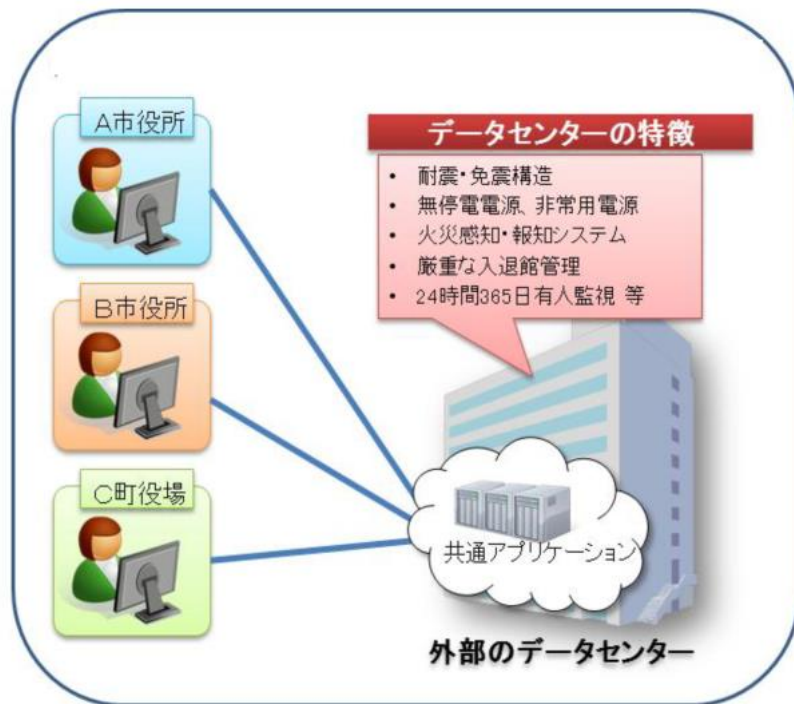 A市役所
B市役所
C町役場
データセンターの特徴
• 耐震・免震構造
• 無停電電源、非常用電源
• 火災感知・報知システム
• 厳重な入退館管理
• 24時間365日有人監視 等
共通アプリケーション
外部のデータセンター